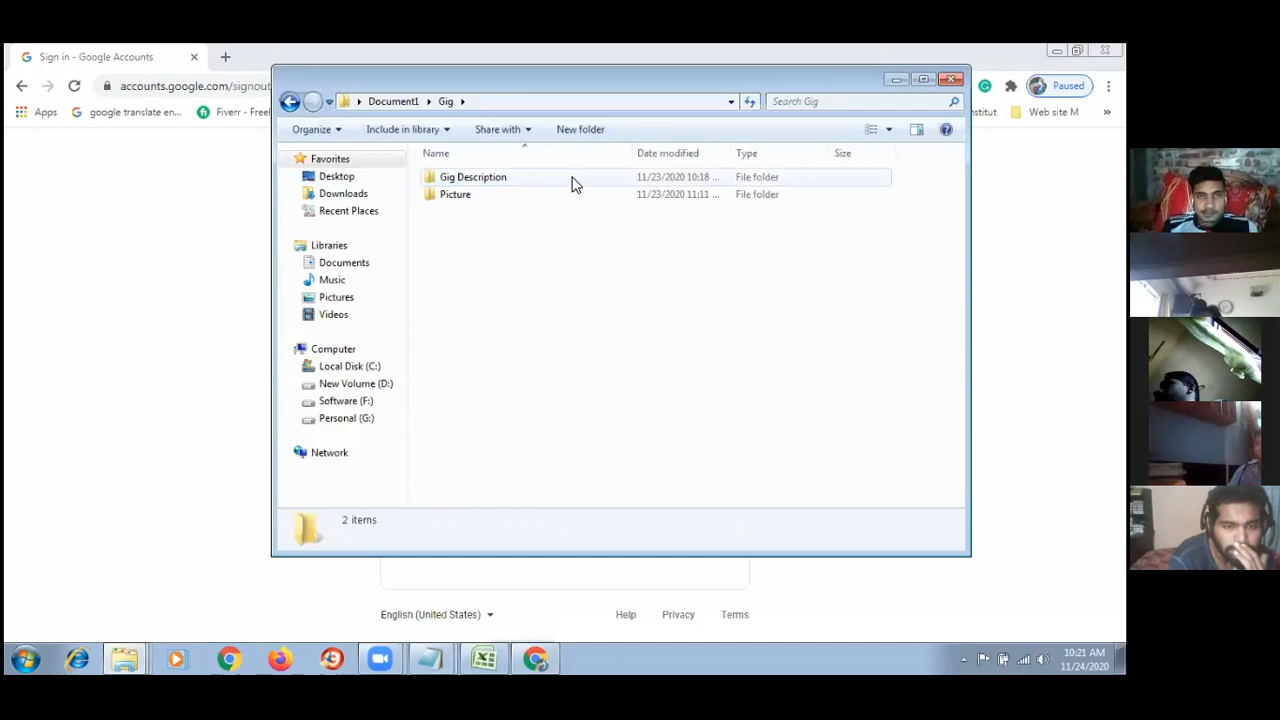 Sign in - Google Accounts
accounts.google.com/signout
Paused
Apps
google translate en...
Fiverr - Freel
nstitut
Web site M
»
Document1
Gig
Search Gig
Organize
Include in library
Share with
New folder
Name
Date modified
Type
Size
Favorites
Gig Description
11/23/2020 10:18 ...
File folder
Desktop
Picture
11/23/2020 11:11 ...
File folder
Downloads
Recent Places
Libraries
Documents
Music
Pictures
Videos
Computer
Local Disk (C:)
New Volume (D:)
Software (F:)
Personal (G:)
Network
2 items
English (United States)
Help
Privacy
Terms
10:21 AM
11/24/2020